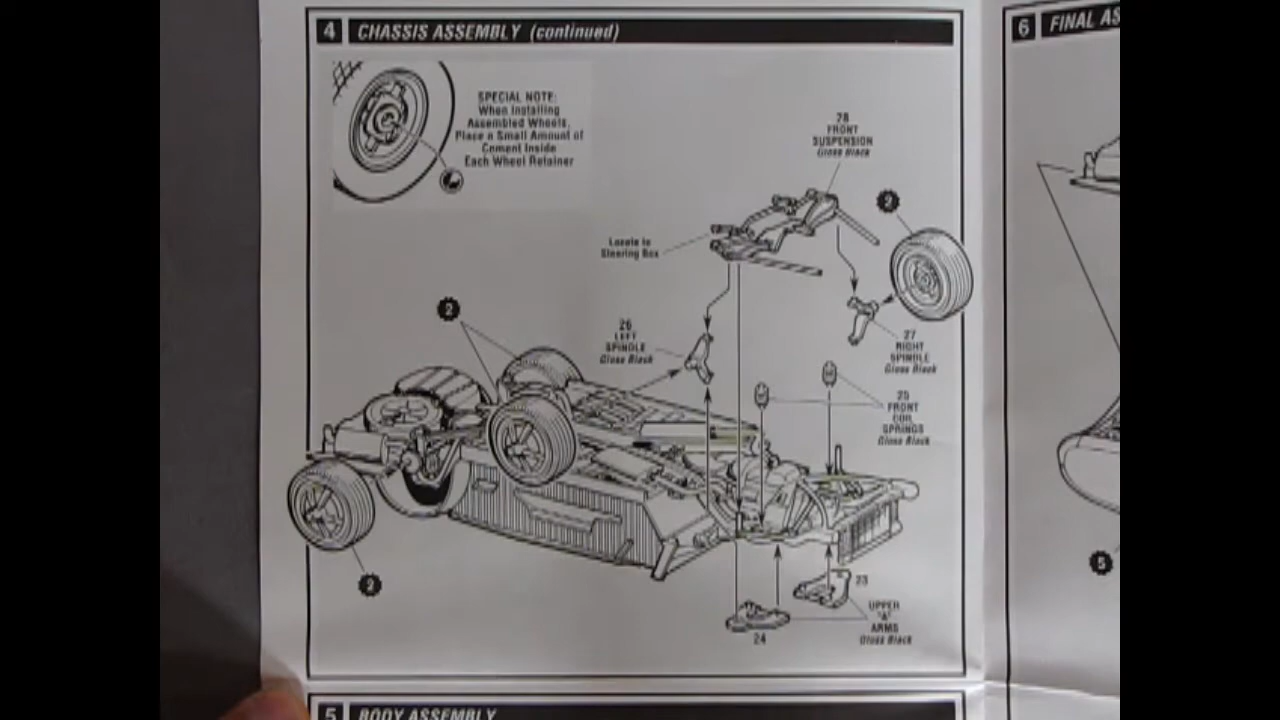 4 CHASSIS ASSEMBLY (continued)
6 FINAL AS
SPECIAL NOTE:
When Installing
Assembled Wheels,
Place a Small Amount of
Cement Inside
Each Wheel Retainer
28
FRONT
SUSPENSION
Gloss Black
2
Locate to
Steering Box
2
26
LEFT
SPINDLE
Gloss Black
27
RIGHT
SPINDLE
Gloss Black
25
FRONT
COIL
SPRINGS
Gloss Black
2
23
UPPER
"A"
ARMS
Gloss Black
24
5
5 BODY ASSEMBLY